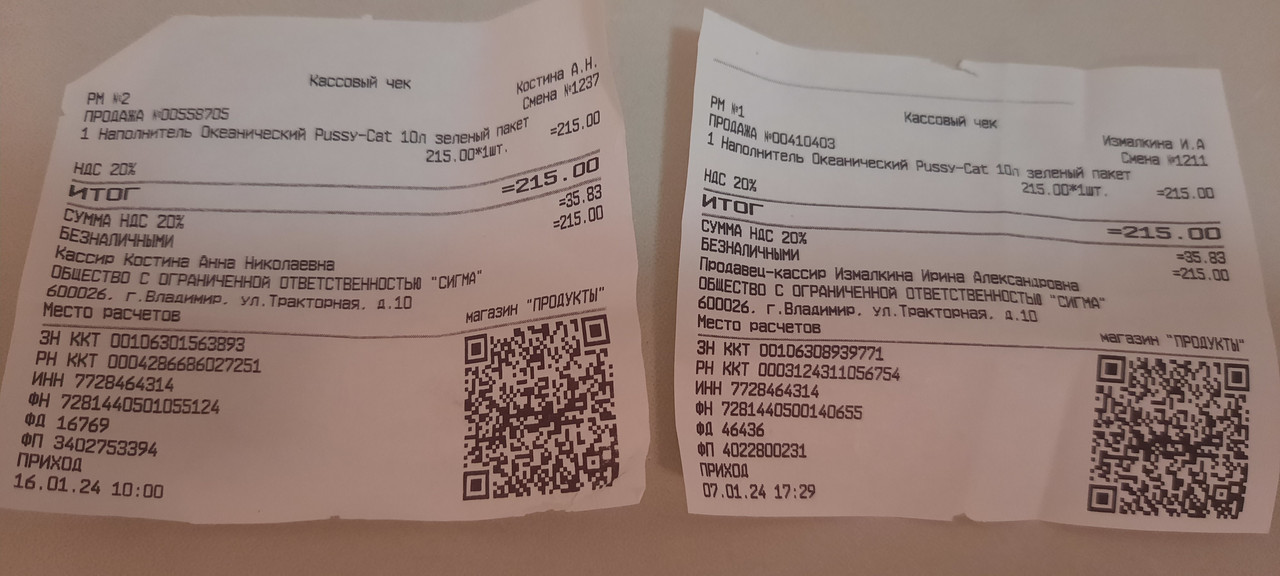 Кассовый чек
Костина А.Н.
РМ №2
Смена №1237
ПРОДАЖА №00558705
1 Наполнитель Океанический Pussy-Cat 10л зеленый пакет
215.00*1шт. =215.00
НДС 20%
ИТОГ =215.00
СУММА НДС 20% =35.83
БЕЗНАЛИЧНЫМИ =215.00
Кассир Костина Анна Николаевна
ОБЩЕСТВО С ОГРАНИЧЕННОЙ ОТВЕТСТВЕННОСТЬЮ "СИГМА"
600026, г.Владимир, ул.Тракторная, д.10
Место расчетов магазин "ПРОДУКТЫ"
ЗН ККТ 00106301563893
РН ККТ 0004286686027251
ИНН 7728464314
ФН 7281440501055124
ФД 16769
ФП 3402753394
ПРИХОД
16.01.24 10:00
Кассовый чек
РМ №1
Измалкина И.А
ПРОДАЖА №00410403
Смена №1211
1 Наполнитель Океанический Pussy-Cat 10л зеленый пакет
215.00*1шт. =215.00
НДС 20%
ИТОГ =215.00
СУММА НДС 20% =35.83
БЕЗНАЛИЧНЫМИ =215.00
Продавец-кассир Измалкина Ирина Александровна
ОБЩЕСТВО С ОГРАНИЧЕННОЙ ОТВЕТСТВЕННОСТЬЮ "СИГМА"
600026, г.Владимир, ул.Тракторная, д.10
Место расчетов магазин "ПРОДУКТЫ"
ЗН ККТ 00106308939771
РН ККТ 0003124311056754
ИНН 7728464314
ФН 7281440500140655
ФД 46436
ФП 4022800231
ПРИХОД
07.01.24 17:29